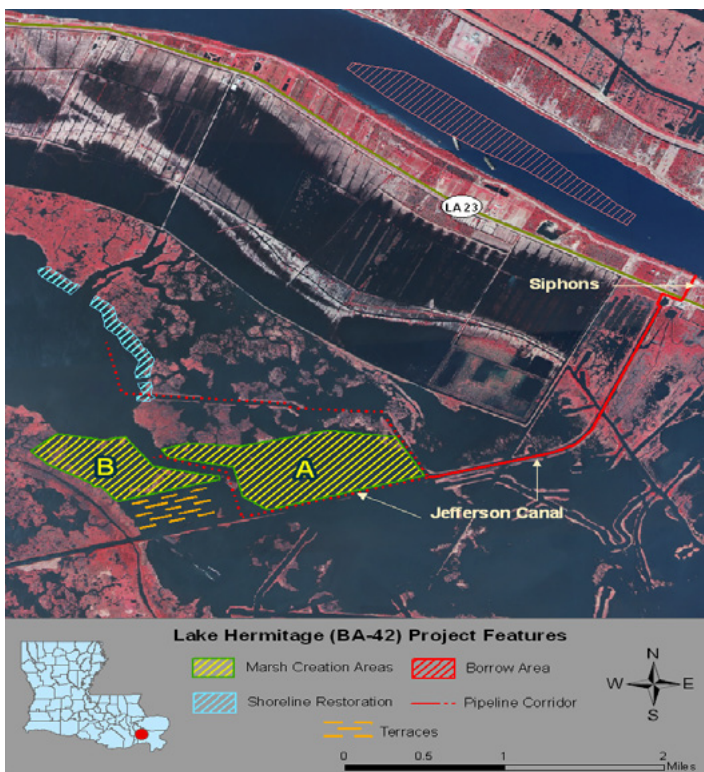 LA 23
Siphons
B
A
Jefferson Canal
Lake Hermitage (BA-42) Project Features
Marsh Creation Areas
Borrow Area
Shoreline Restoration
Pipeline Corridor
Terraces
N
W E
S
0 0.5 1 2
Miles